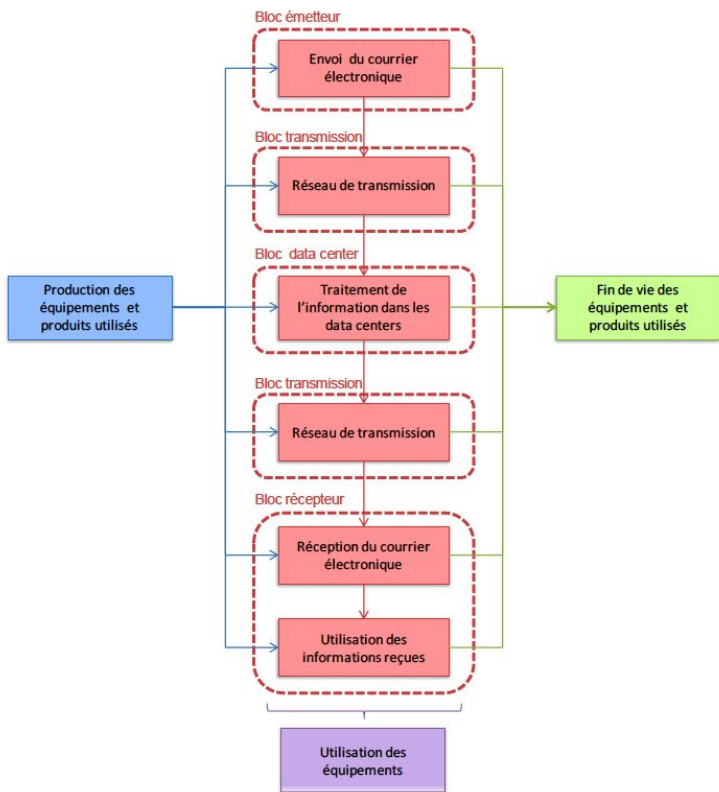 Bloc émetteur
Envoi du courrier
électronique
Bloc transmission
Réseau de transmission
Bloc data center
Production des
équipements et
produits utilisés
Traitement de
l'information dans les
data centers
Fin de vie des
équipements et
produits utilisés
Bloc transmission
Réseau de transmission
Bloc récepteur
Réception du courrier
électronique
Utilisation des
informations reçues
Utilisation des
équipements